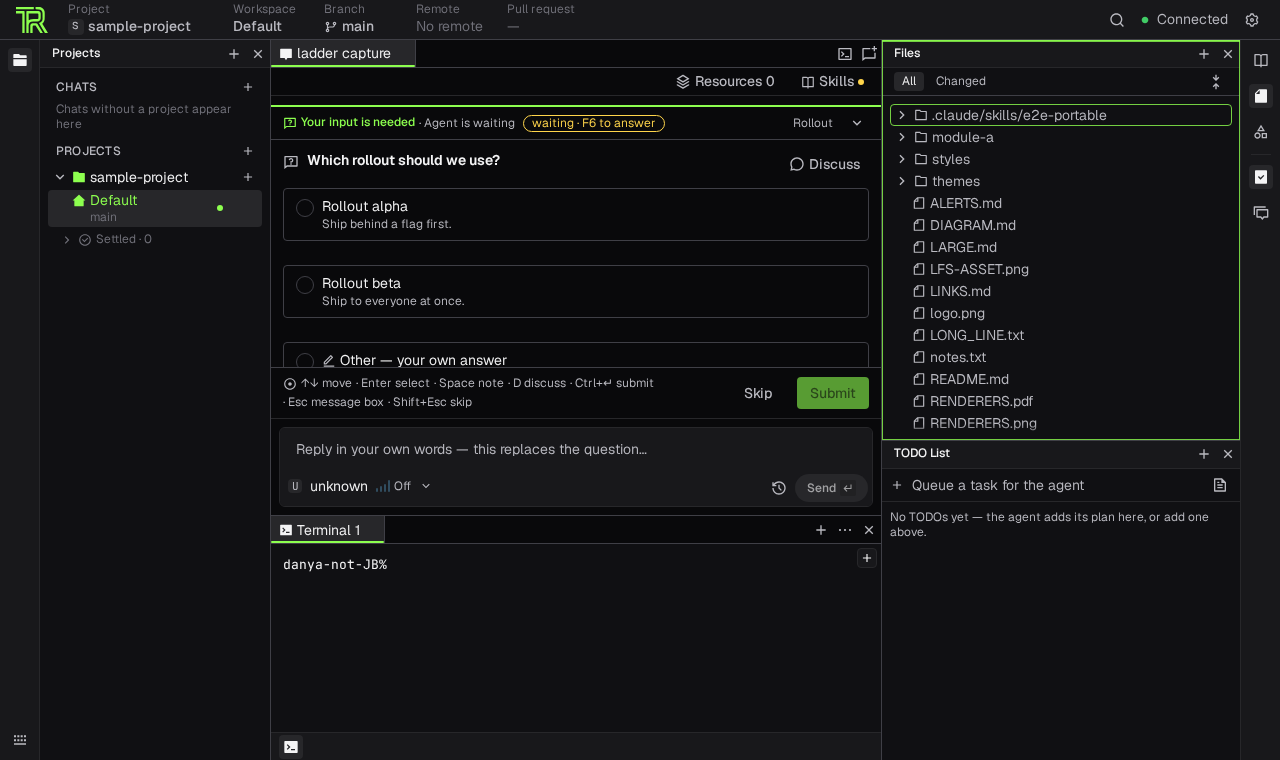 Project
S sample-project
Workspace
Default
Branch
main
Remote
No remote
Pull request
—
Connected
Projects
CHATS
Chats without a project appear
here
PROJECTS
sample-project
Default
main
Settled · 0
ladder capture
Resources 0
Skills
Your input is needed · Agent is waiting
waiting · F6 to answer
Rollout
Which rollout should we use?
Discuss
Rollout alpha
Ship behind a flag first.
Rollout beta
Ship to everyone at once.
Other — your own answer
↑↓ move · Enter select · Space note · D discuss · Ctrl+↵ submit
· Esc message box · Shift+Esc skip
Skip
Submit
Reply in your own words — this replaces the question...
U unknown
Off
Send ↵
Terminal 1
danya-not-JB%
Files
All
Changed
.claude/skills/e2e-portable
module-a
styles
themes
ALERTS.md
DIAGRAM.md
LARGE.md
LFS-ASSET.png
LINKS.md
logo.png
LONG_LINE.txt
notes.txt
README.md
RENDERERS.pdf
RENDERERS.png
TODO List
Queue a task for the agent
No TODOs yet — the agent adds its plan here, or add one
above.